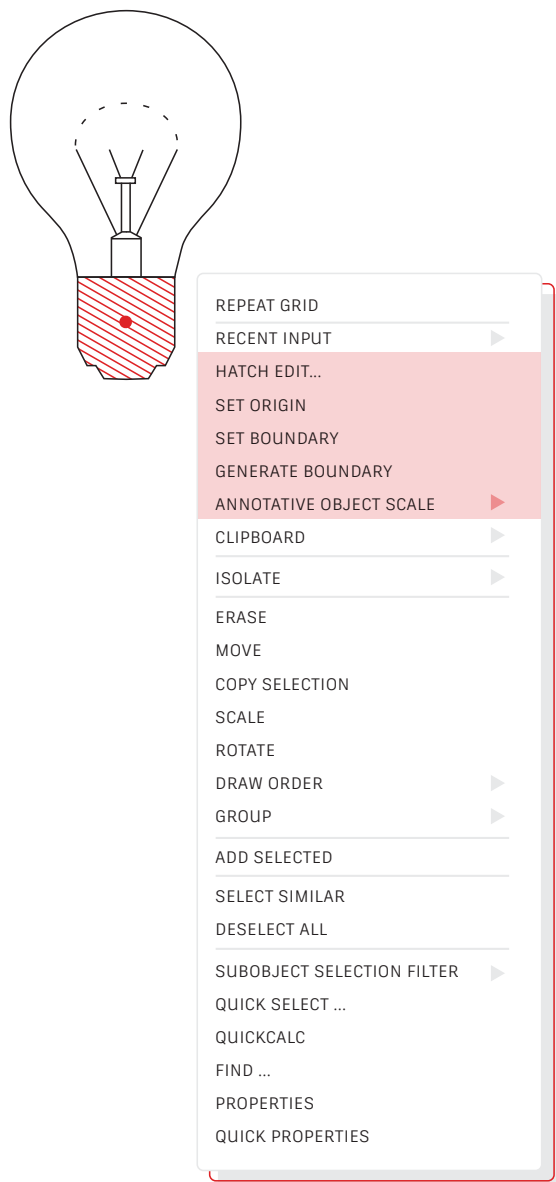 REPEAT GRID
RECENT INPUT
HATCH EDIT...
SET ORIGIN
SET BOUNDARY
GENERATE BOUNDARY
ANNOTATIVE OBJECT SCALE
CLIPBOARD
ISOLATE
ERASE
MOVE
COPY SELECTION
SCALE
ROTATE
DRAW ORDER
GROUP
ADD SELECTED
SELECT SIMILAR
DESELECT ALL
SUBOBJECT SELECTION FILTER
QUICK SELECT ...
QUICKCALC
FIND ...
PROPERTIES
QUICK PROPERTIES